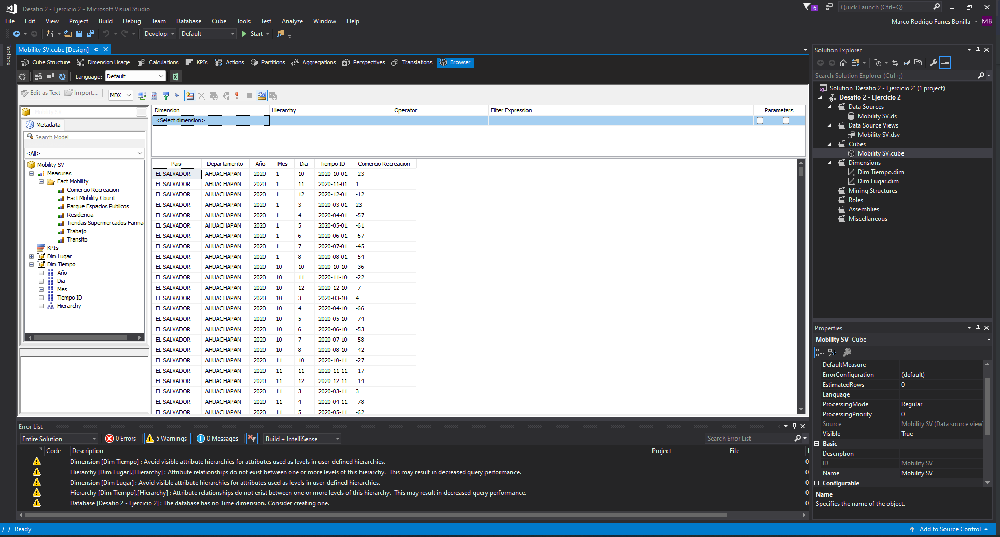 Desafio 2 - Ejercicio 2 - Microsoft Visual Studio
6
Quick Launch (Ctrl+Q)
File Edit View Project Build Debug Team Database Cube Tools Test Analyze Window Help
Marco Rodrigo Funes Bonilla MB
Develop Default Start
Toolbox
Mobility SV.cube [Design]
Cube Structure Dimension Usage Calculations KPIs Actions Partitions Aggregations Perspectives Translations Browser
Language: Default
Edit as Text Import... MDX
Mobility SV
Metadata
Search Model
<All>
Mobility SV
Measures
Fact Mobility
Comercio Recreacion
Fact Mobility Count
Parque Espacios Publicos
Residencia
Tiendas Supermercados Farma
Trabajo
Transito
KPIs
Dim Lugar
Dim Tiempo
Año
Dia
Mes
Tiempo ID
Hierarchy
Dimension Hierarchy Operator Filter Expression Parameters
<Select dimension>
Pais Departamento Año Mes Dia Tiempo ID Comercio Recreacion
EL SALVADOR AHUACHAPAN 2020 1 10 2020-10-01 -23
EL SALVADOR AHUACHAPAN 2020 1 11 2020-11-01 1
EL SALVADOR AHUACHAPAN 2020 1 12 2020-12-01 -12
EL SALVADOR AHUACHAPAN 2020 1 3 2020-03-01 23
EL SALVADOR AHUACHAPAN 2020 1 4 2020-04-01 -57
EL SALVADOR AHUACHAPAN 2020 1 5 2020-05-01 -61
EL SALVADOR AHUACHAPAN 2020 1 6 2020-06-01 -67
EL SALVADOR AHUACHAPAN 2020 1 7 2020-07-01 -45
EL SALVADOR AHUACHAPAN 2020 1 8 2020-08-01 -54
EL SALVADOR AHUACHAPAN 2020 10 10 2020-10-10 -36
EL SALVADOR AHUACHAPAN 2020 10 11 2020-11-10 -22
EL SALVADOR AHUACHAPAN 2020 10 12 2020-12-10 -7
EL SALVADOR AHUACHAPAN 2020 10 3 2020-03-10 4
EL SALVADOR AHUACHAPAN 2020 10 4 2020-04-10 -66
EL SALVADOR AHUACHAPAN 2020 10 5 2020-05-10 -74
EL SALVADOR AHUACHAPAN 2020 10 6 2020-06-10 -53
EL SALVADOR AHUACHAPAN 2020 10 7 2020-07-10 -58
EL SALVADOR AHUACHAPAN 2020 10 8 2020-08-10 -42
EL SALVADOR AHUACHAPAN 2020 11 10 2020-10-11 -27
EL SALVADOR AHUACHAPAN 2020 11 11 2020-11-11 -17
EL SALVADOR AHUACHAPAN 2020 11 12 2020-12-11 -14
EL SALVADOR AHUACHAPAN 2020 11 3 2020-03-11 3
EL SALVADOR AHUACHAPAN 2020 11 4 2020-04-11 -78
EL SALVADOR AHUACHAPAN 2020 11 5 2020-05-11 -62
Error List
Entire Solution 0 Errors 5 Warnings 0 Messages Build + IntelliSense Search Error List
Code Description Project File
Dimension [Dim Tiempo] : Avoid visible attribute hierarchies for attributes used as levels in user-defined hierarchies. 0
Hierarchy [Dim Lugar].[Hierarchy] : Attribute relationships do not exist between one or more levels of this hierarchy. This may result in decreased query performance. 0
Dimension [Dim Lugar] : Avoid visible attribute hierarchies for attributes used as levels in user-defined hierarchies. 0
Hierarchy [Dim Tiempo].[Hierarchy] : Attribute relationships do not exist between one or more levels of this hierarchy. This may result in decreased query performance. 0
Database [Desafio 2 - Ejercicio 2] : The database has no Time dimension. Consider creating one. 0
Solution Explorer
Search Solution Explorer (Ctrl+;)
Solution 'Desafio 2 - Ejercicio 2' (1 project)
Desafio 2 - Ejercicio 2
Data Sources
Mobility SV.ds
Data Source Views
Mobility SV.dsv
Cubes
Mobility SV.cube
Dimensions
Dim Tiempo.dim
Dim Lugar.dim
Mining Structures
Roles
Assemblies
Miscellaneous
Properties
Mobility SV Cube
DefaultMeasure
ErrorConfiguration (default)
EstimatedRows 0
Language
ProcessingMode Regular
ProcessingPriority 0
Source Mobility SV (Data source view
Visible True
Basic
Description
ID Mobility SV
Name Mobility SV
Configurable
Name
Specifies the name of the object.
Ready
Add to Source Control